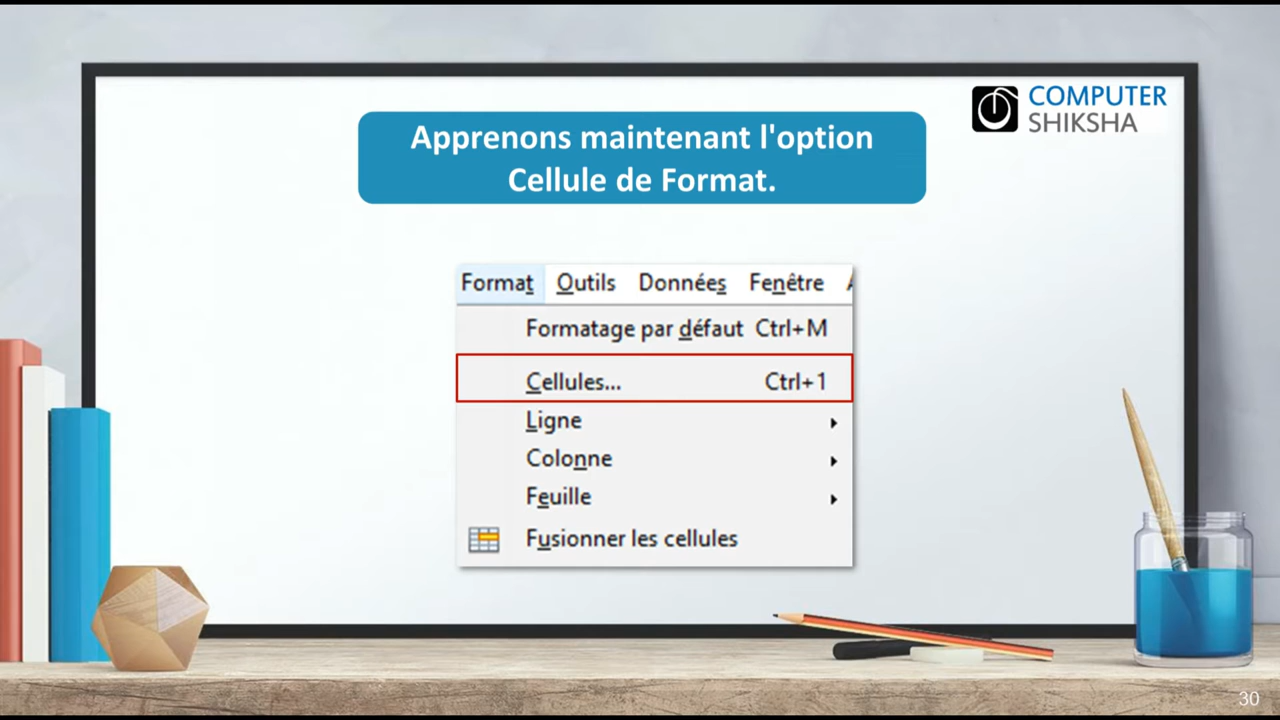 COMPUTER
SHIKSHA
Apprenons maintenant l'option
Cellule de Format.
Format Outils Données Fenêtre
Formatage par défaut Ctrl+M
Cellules... Ctrl+1
Ligne
Colonne
Feuille
Fusionner les cellules
30